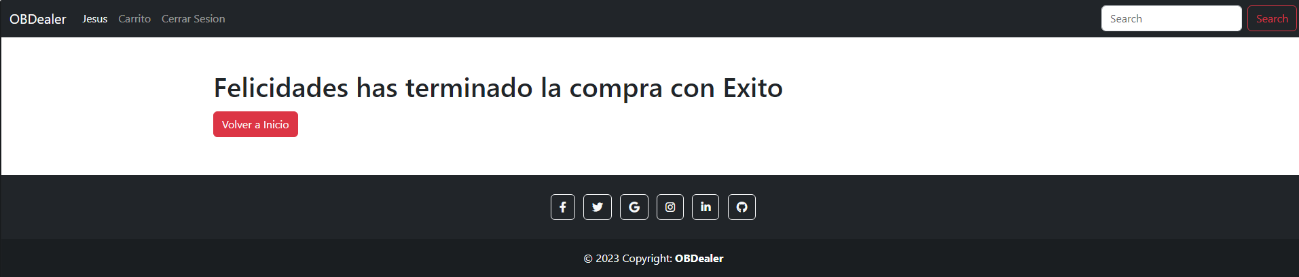 OBDealer Jesus Carrito Cerrar Sesion Search Search
Felicidades has terminado la compra con Exito
Volver a Inicio
© 2023 Copyright: OBDealer